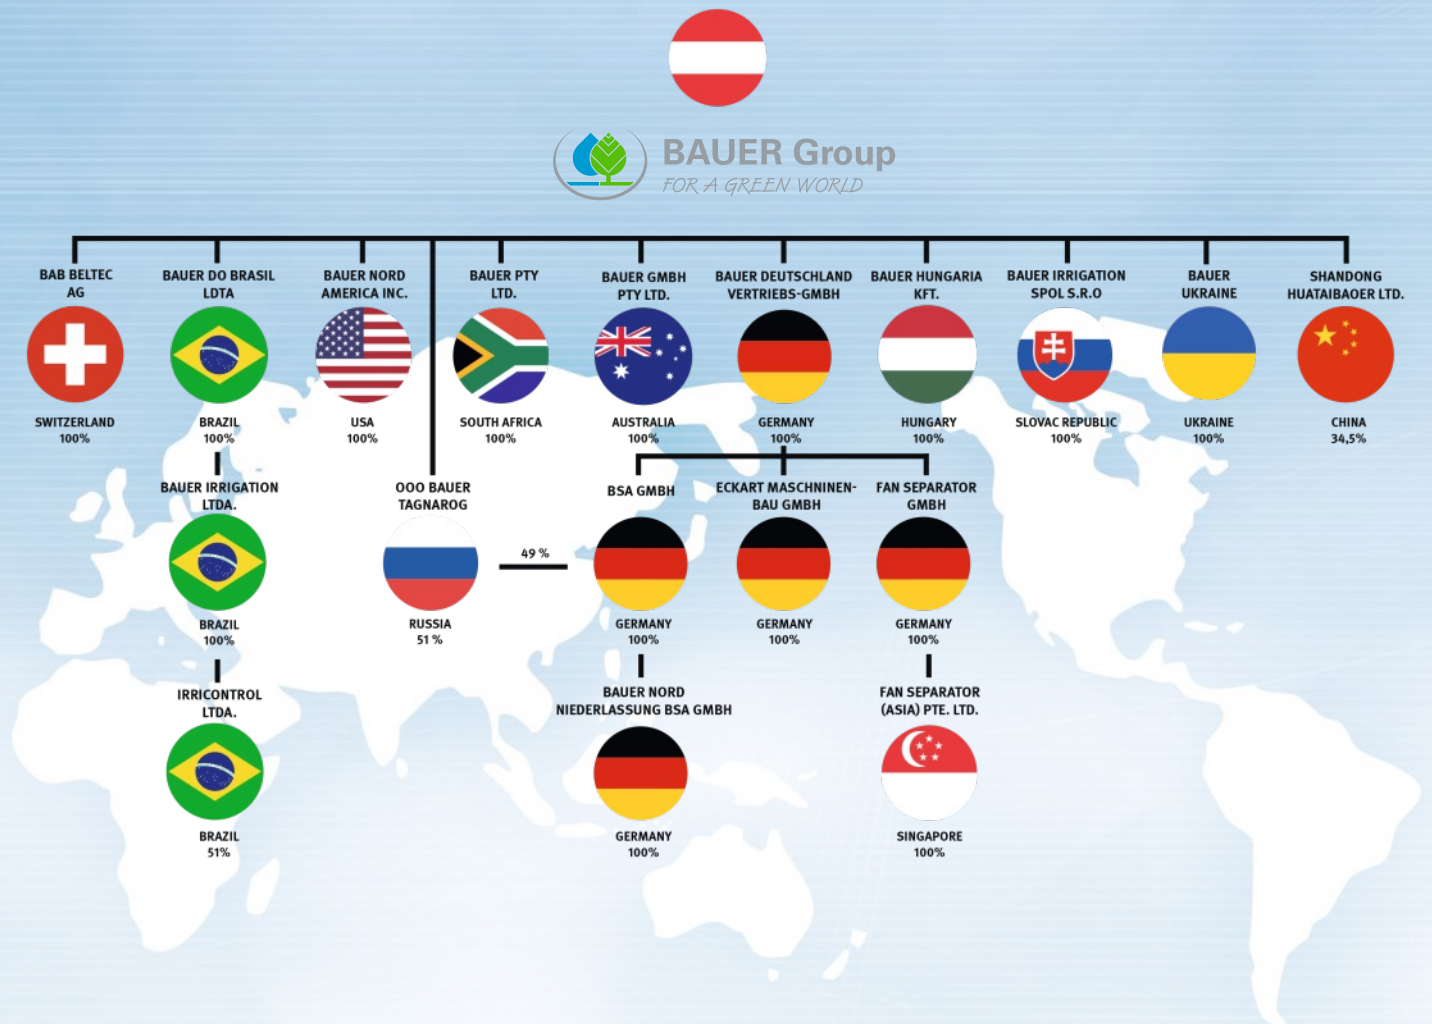 BAUER Group
FOR A GREEN WORLD
BAB BELTEC
AG
SWITZERLAND
100%
BAUER DO BRASIL
LDTA
BRAZIL
100%
BAUER NORD
AMERICA INC.
USA
100%
BAUER PTY
LTD.
SOUTH AFRICA
100%
BAUER GMBH
PTY LTD.
AUSTRALIA
100%
BAUER DEUTSCHLAND
VERTRIEBS-GMBH
GERMANY
100%
BAUER HUNGARIA
KFT.
HUNGARY
100%
BAUER IRRIGATION
SPOL S.R.O
SLOVAC REPUBLIC
100%
BAUER
UKRAINE
UKRAINE
100%
SHANDONG
HUATAIBAOER LTD.
CHINA
34,5%
BAUER IRRIGATION
LTDA.
BRAZIL
100%
OOO BAUER
TAGNAROG
RUSSIA
51 %
49 %
BSA GMBH
GERMANY
100%
ECKART MASCHNINEN-
BAU GMBH
GERMANY
100%
FAN SEPARATOR
GMBH
GERMANY
100%
IRRICONTROL
LTDA.
BRAZIL
51%
BAUER NORD
NIEDERLASSUNG BSA GMBH
GERMANY
100%
FAN SEPARATOR
(ASIA) PTE. LTD.
SINGAPORE
100%